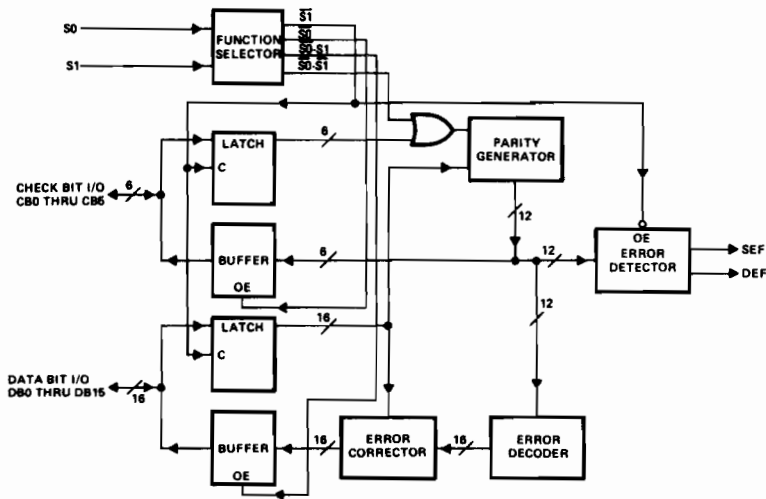 S0
S1
FUNCTION
SELECTOR
S1
S0·S1
S0·S1
LATCH
C
6
PARITY
GENERATOR
12
6
CHECK BIT I/O
CB0 THRU CB5
BUFFER
OE
6
12
OE
ERROR
DETECTOR
SEF
DEF
12
LATCH
C
16
DATA BIT I/O
DB0 THRU DB15
16
BUFFER
OE
16
ERROR
CORRECTOR
16
ERROR
DECODER